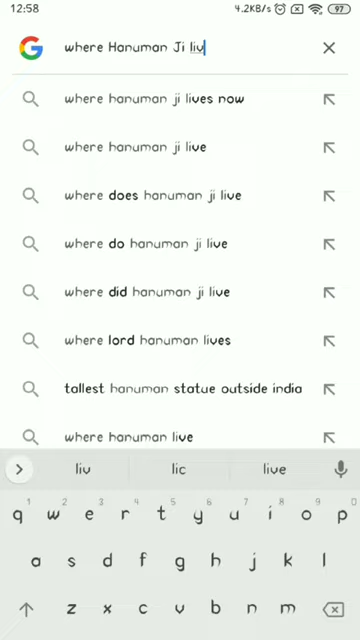 12:58 4.2KB/s 97
where Hanuman Ji liv
where hanuman ji lives now
where hanuman ji live
where does hanuman ji live
where do hanuman ji live
where did hanuman ji live
where lord hanuman lives
tallest hanuman statue outside india
where hanuman live
liv lic live
1 2 3 4 5 6 7 8 9 0
q w e r t y u i o p
a s d f g h j k l
z x c v b n m